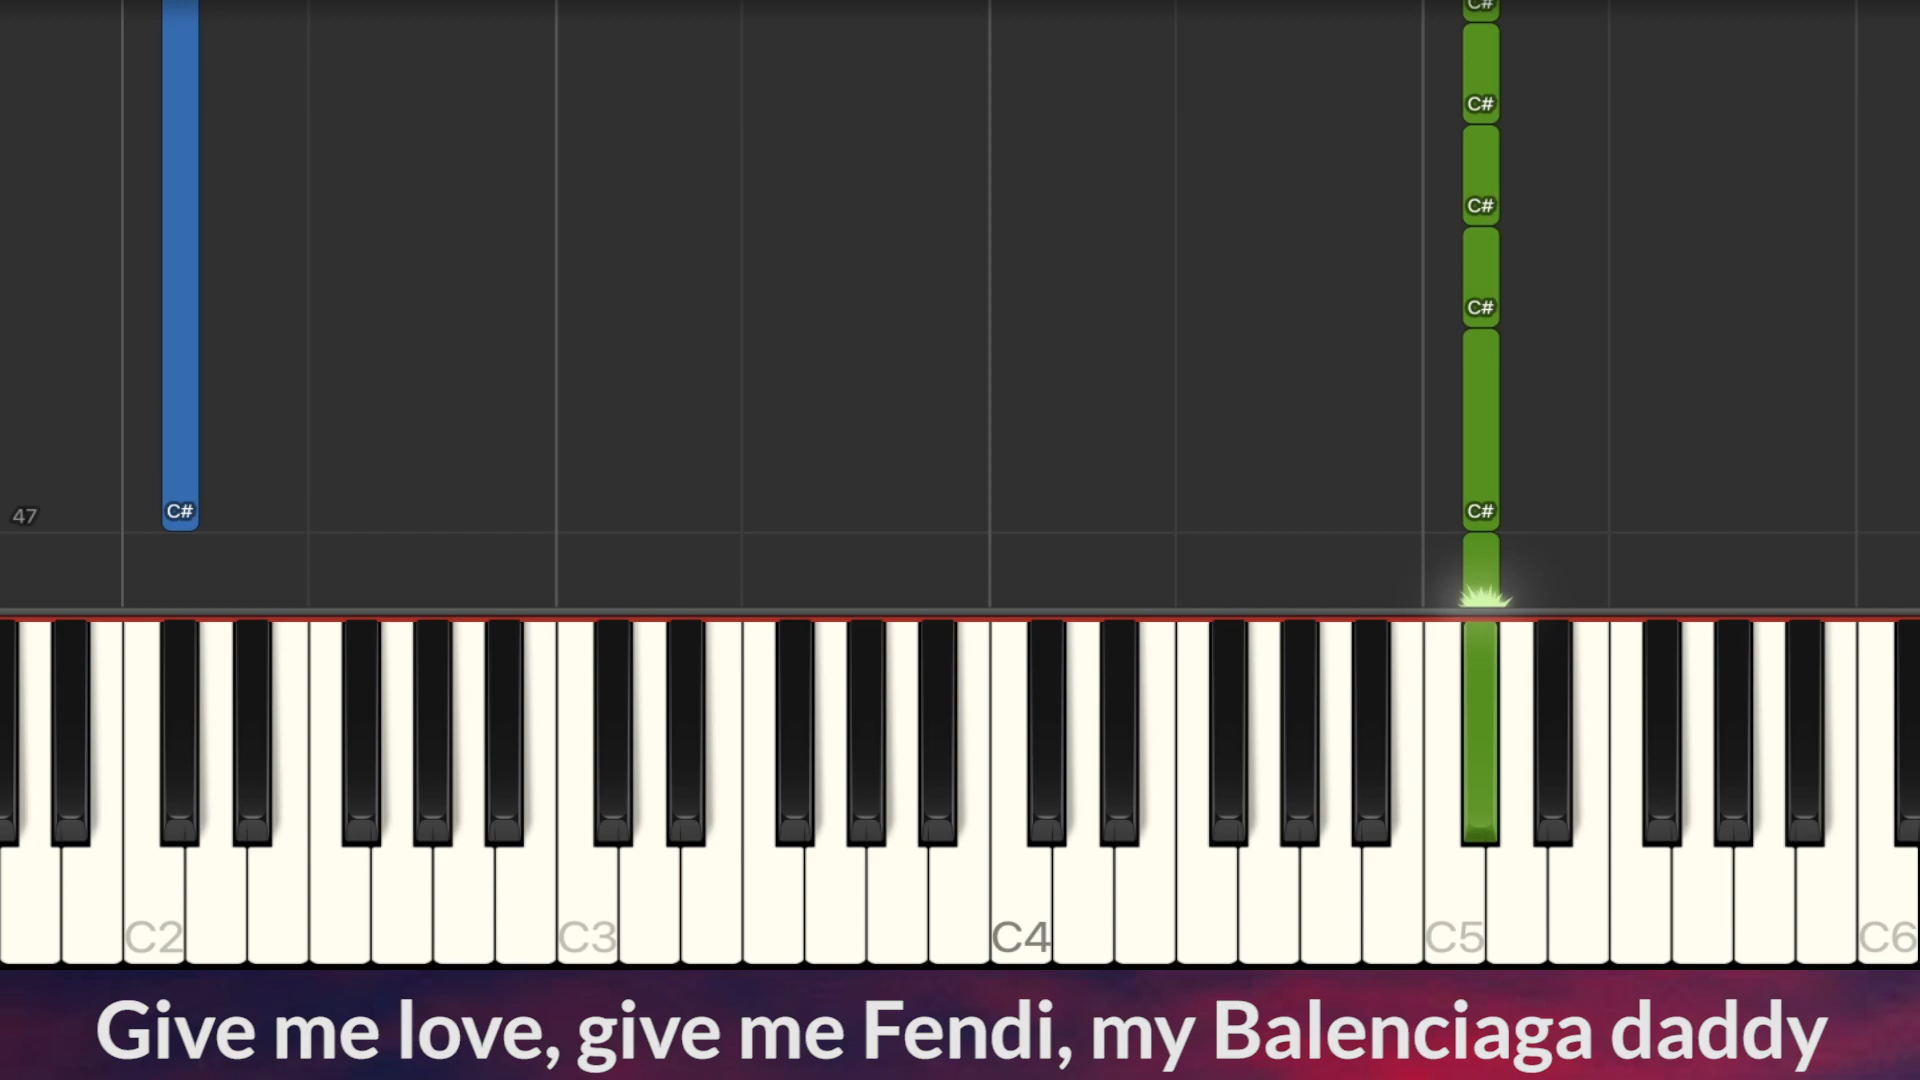 C#
C#
C#
C#
47 C# C#
C2 C3 C4 C5 C6
Give me love, give me Fendi, my Balenciaga daddy